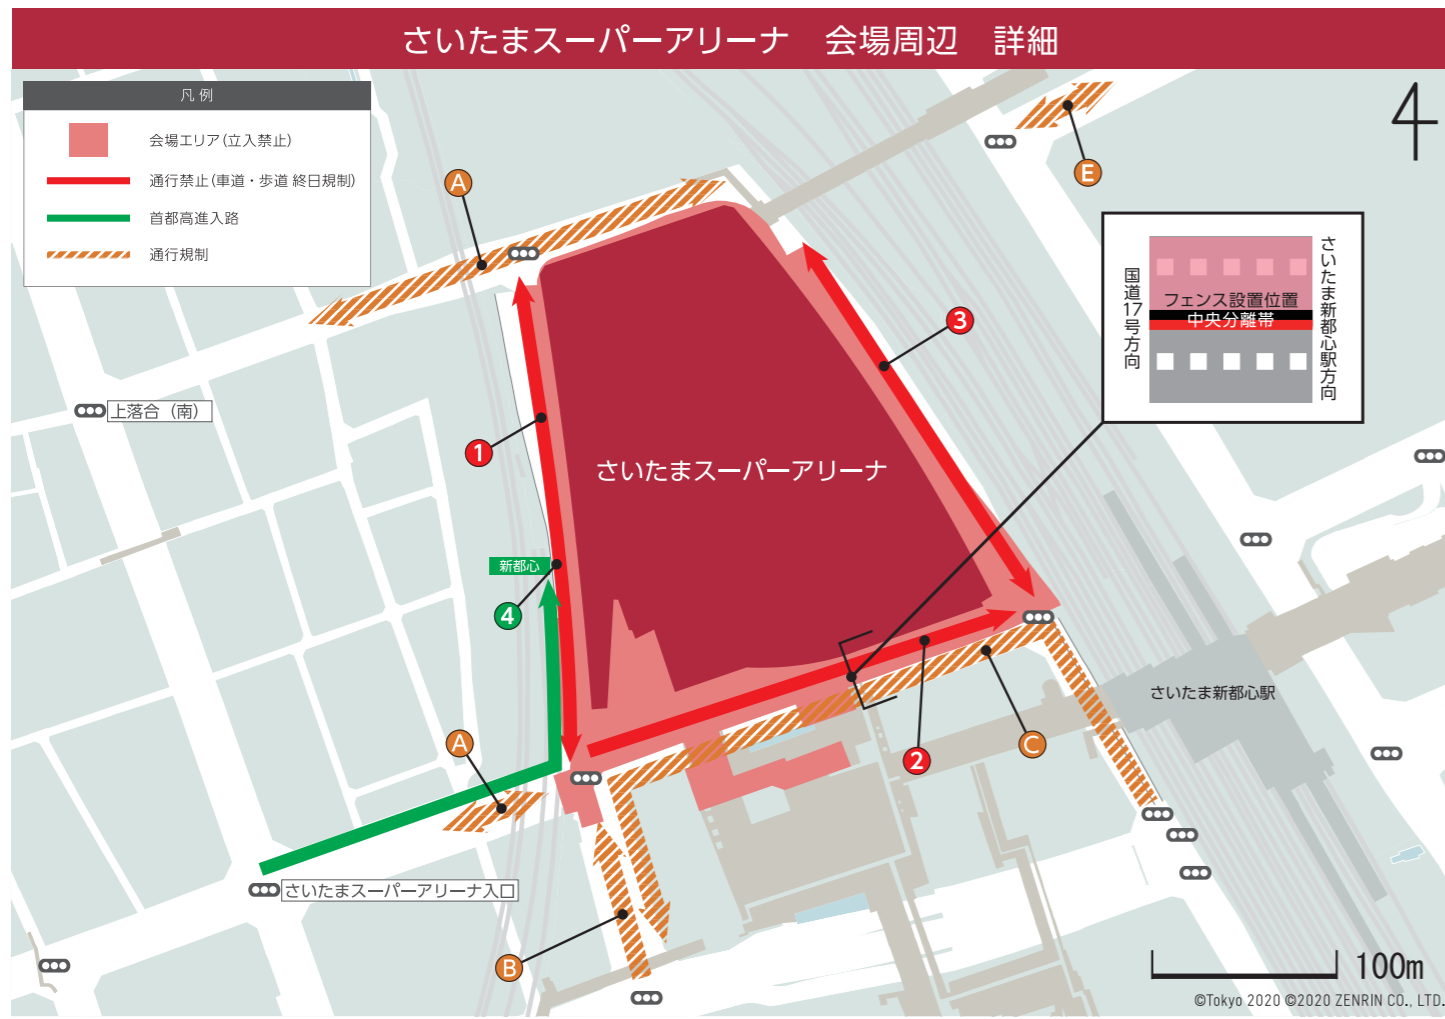 さいたまスーパーアリーナ 会場周辺 詳細
凡例
会場エリア(立入禁止)
通行禁止(車道・歩道 終日規制)
首都高進入路
通行規制
A
E
国道17号方向
フェンス設置位置
中央分離帯
さいたま新都心駅方向
3
上落合(南)
1
さいたまスーパーアリーナ
新都心
4
さいたま新都心駅
A
2
C
さいたまスーパーアリーナ入口
B
100m
©Tokyo 2020 ©2020 ZENRIN CO., LTD.